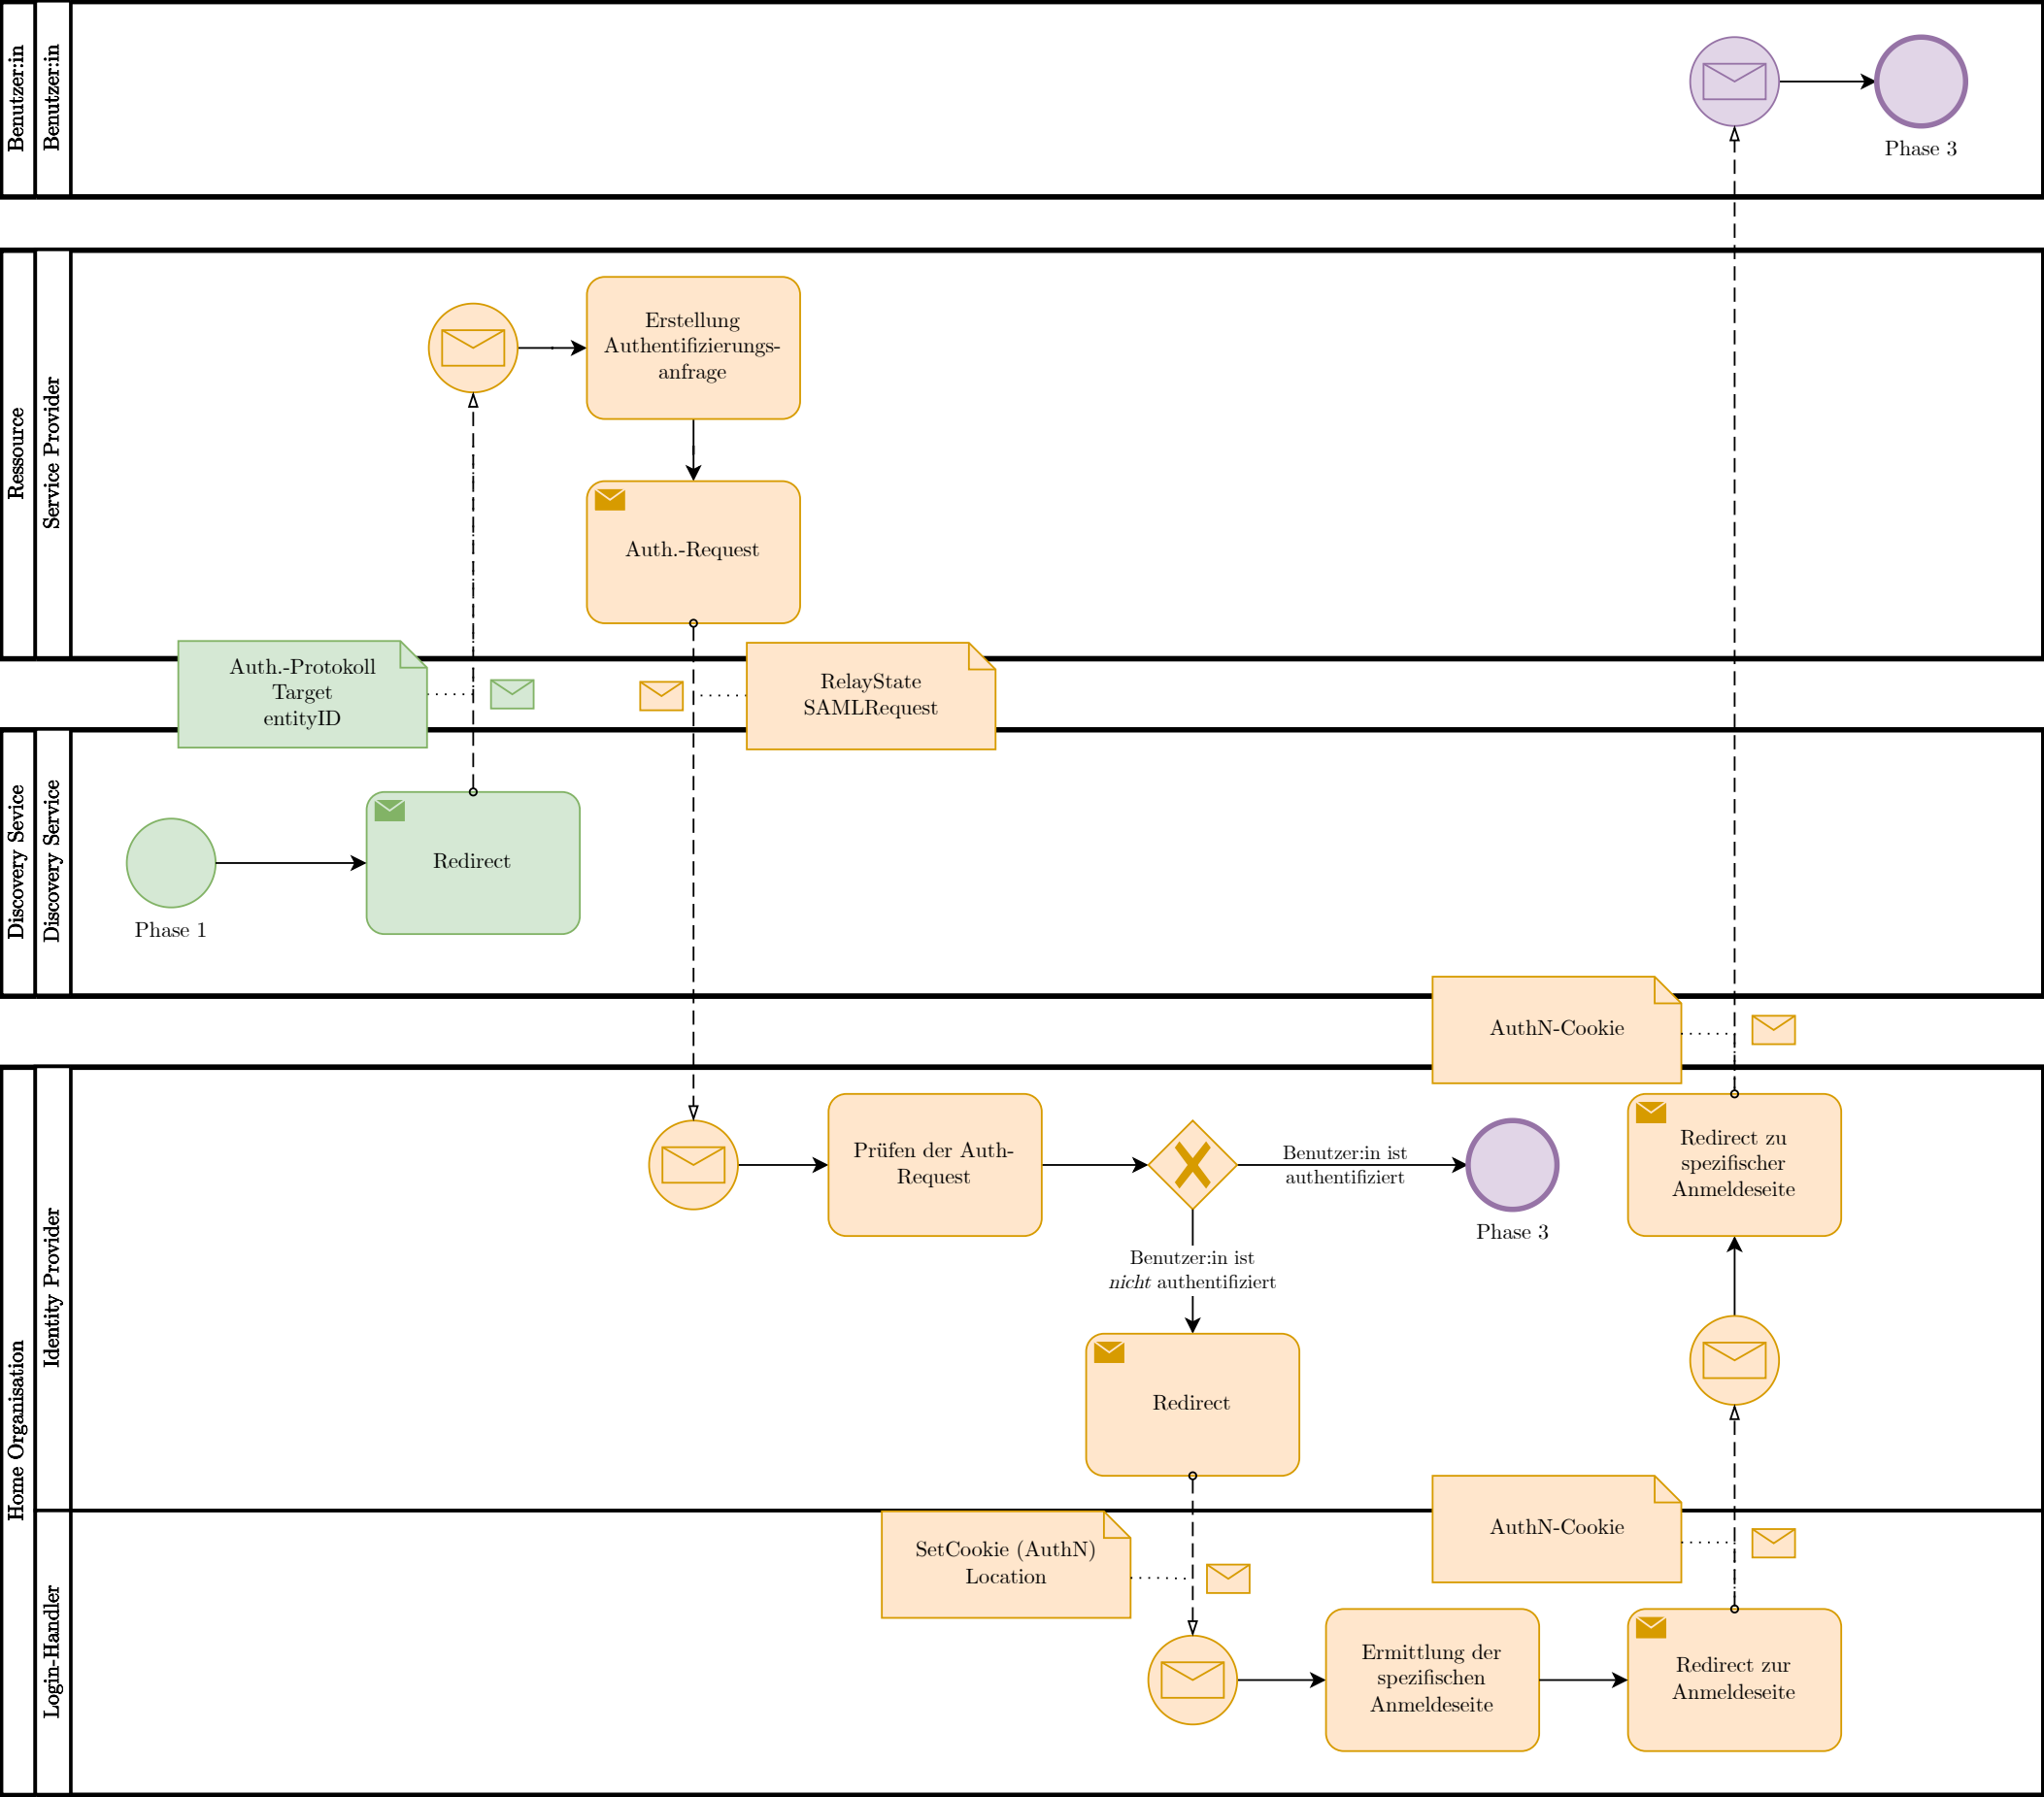 Benutzer:in
Benutzer:in
Phase 3
Ressource
Service Provider
Erstellung
Authentifizierungs-
anfrage
Auth.-Request
Auth.-Protokoll
Target
entityID
RelayState
SAMLRequest
Discovery Sevice
Discovery Service
Phase 1
Redirect
AuthN-Cookie
Home Organisation
Identity Provider
Prüfen der Auth-
Request
Benutzer:in ist
authentifiziert
Phase 3
Redirect zu
spezifischer
Anmeldeseite
Benutzer:in ist
nicht authentifiziert
Redirect
Login-Handler
SetCookie (AuthN)
Location
AuthN-Cookie
Ermittlung der
spezifischen
Anmeldeseite
Redirect zur
Anmeldeseite